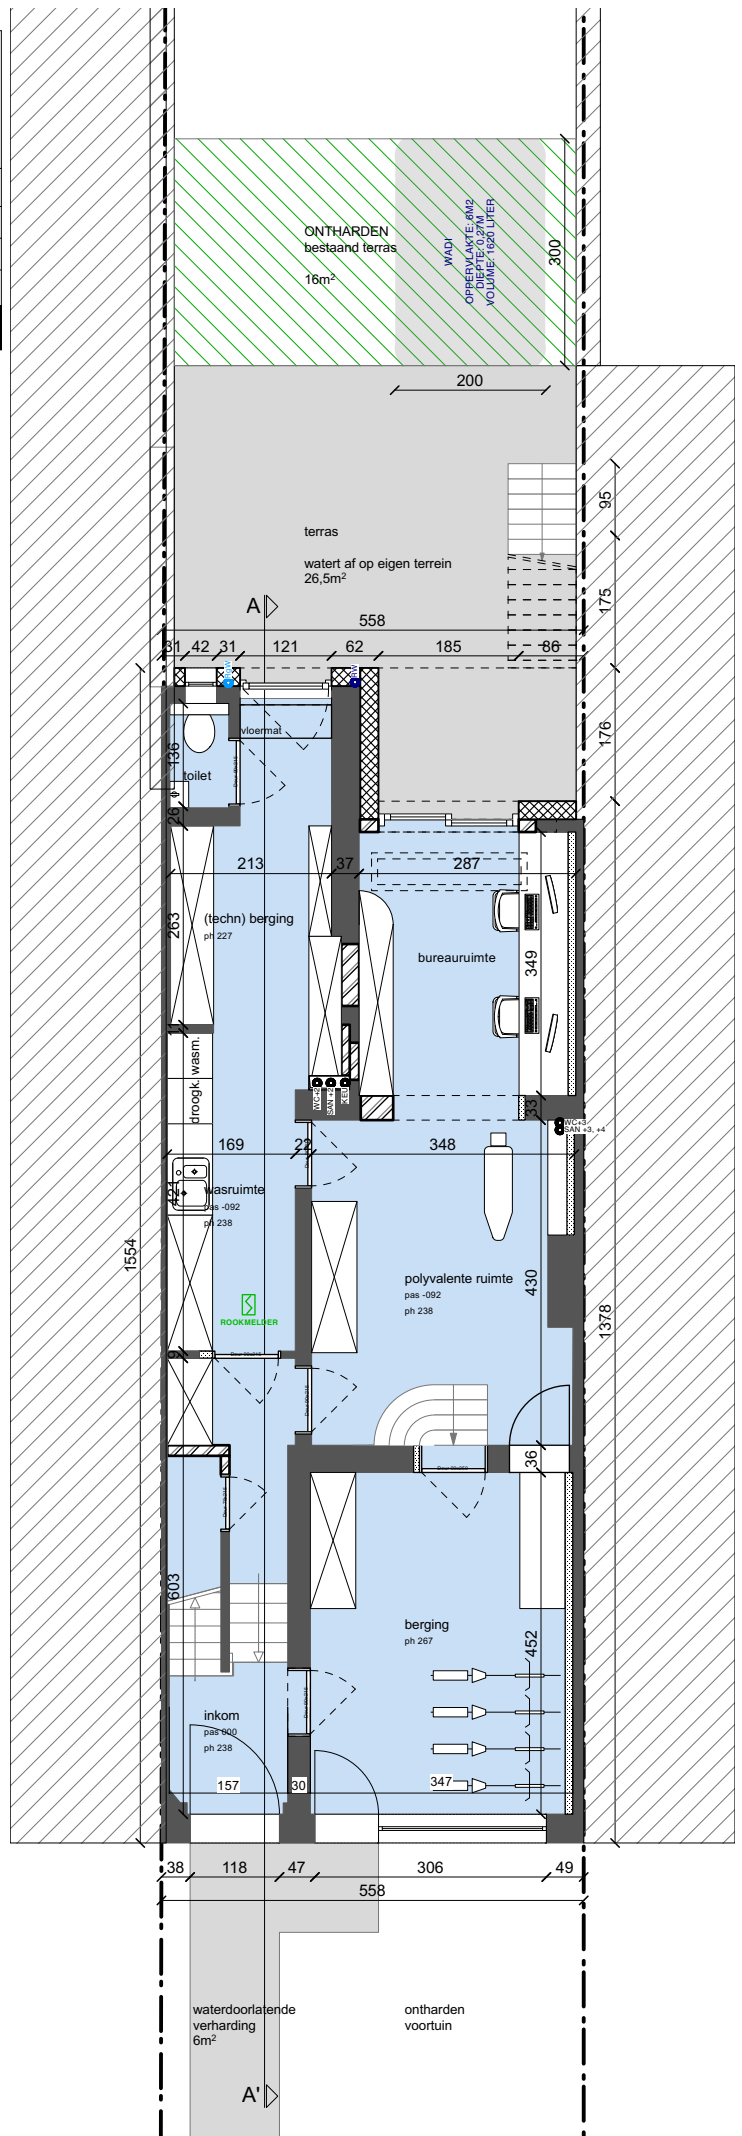 ONTHARDEN
bestaand terras
16m²
WADI
OPPERVLAKTE: 6M2
DIEPTE: 0,27M
VOLUME: 1620 LITER
300
200
95
terras
watert af op eigen terrein
26,5m²
175
A
558
31 42 31 121 62 185 86
RgW
RW
vloermat
136
toilet
176
26
213 37 287
263
(techn) berging
ph 227
bureauruimte
349
11
droogk. wasm.
WC+2
SAN +2
KEU
33
WC+3
SAN +3, +4
169 22 348
421
wasruimte
pas -092
ph 238
1554
polyvalente ruimte
pas -092
ph 238
430
ROOKMELDER
1378
9
36
603
berging
ph 267
452
inkom
pas 000
ph 238
157 30 347
38 118 47 306 49
558
waterdoorlatende
verharding
6m²
ontharden
voortuin
A'